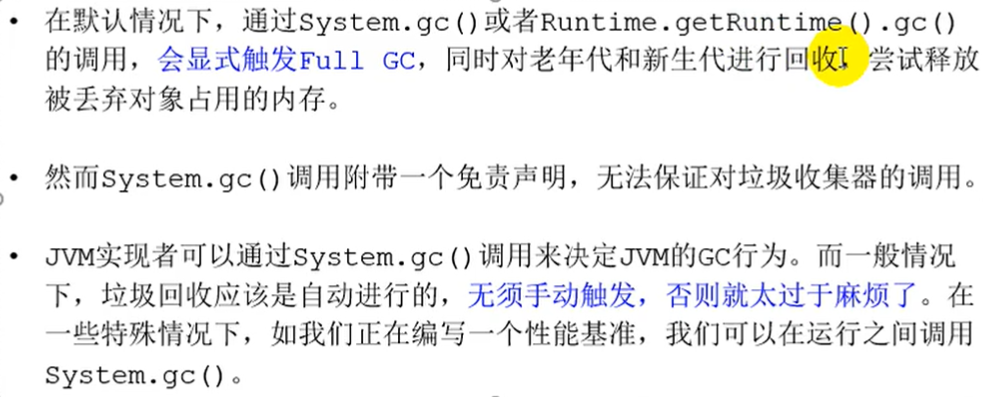 • 在默认情况下，通过System.gc()或者Runtime.getRuntime().gc()
的调用，会显式触发Full GC，同时对老年代和新生代进行回收，尝试释放
被丢弃对象占用的内存。
• 然而System.gc()调用附带一个免责声明，无法保证对垃圾收集器的调用。
• JVM实现者可以通过System.gc()调用来决定JVM的GC行为。而一般情况
下，垃圾回收应该是自动进行的，无须手动触发，否则就太过于麻烦了。在
一些特殊情况下，如我们正在编写一个性能基准，我们可以在运行之间调用
System.gc()。